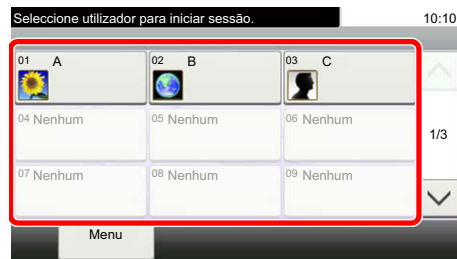 Seleccione utilizador para iniciar sessão. 10:10
01 A 02 B 03 C
04 Nenhum 05 Nenhum 06 Nenhum
1/3
07 Nenhum 08 Nenhum 09 Nenhum
Menu